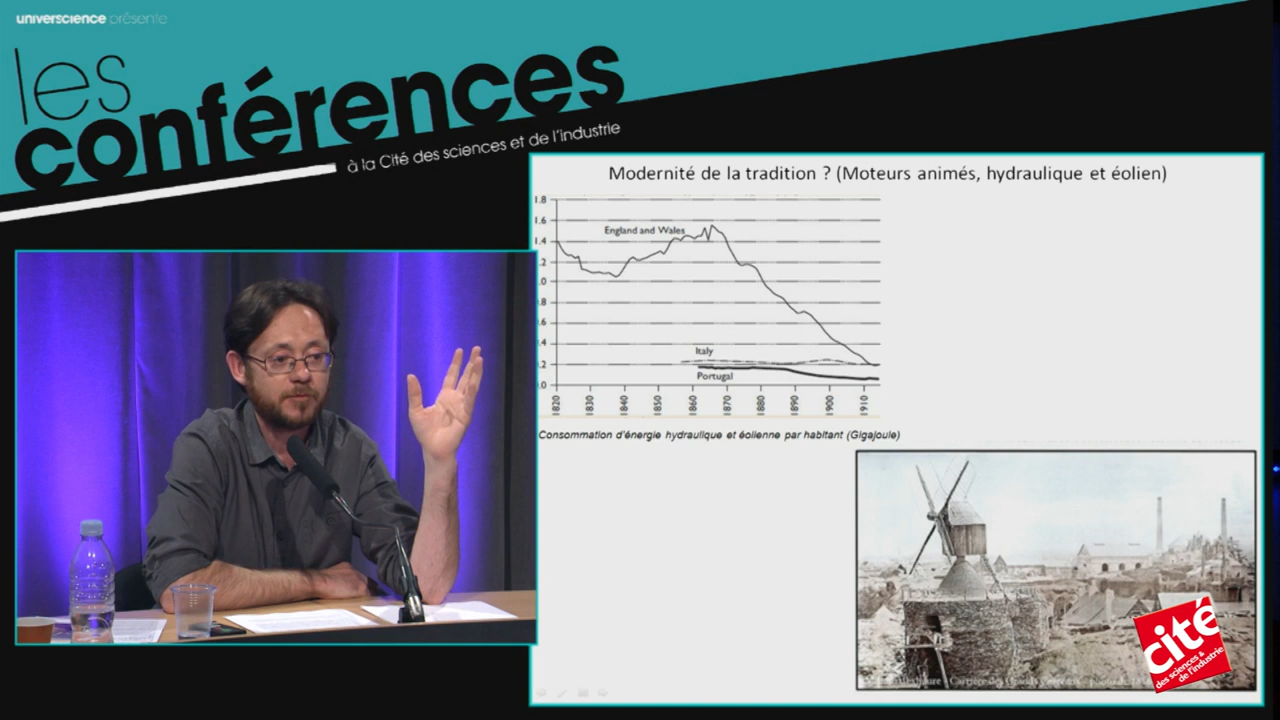 universcience présente
les
conférences
à la Cité des sciences et de l'industrie
Modernité de la tradition ? (Moteurs animés, hydraulique et éolien)
1.8
1.6
England and Wales
1.4
1.2
1.0
.8
.6
.4
Italy
.2
Portugal
.0
1820 1830 1840 1850 1860 1870 1880 1890 1900 1910
Consommation d'énergie hydraulique et éolienne par habitant (Gigajoule)
cité
des sciences &
de l'industrie